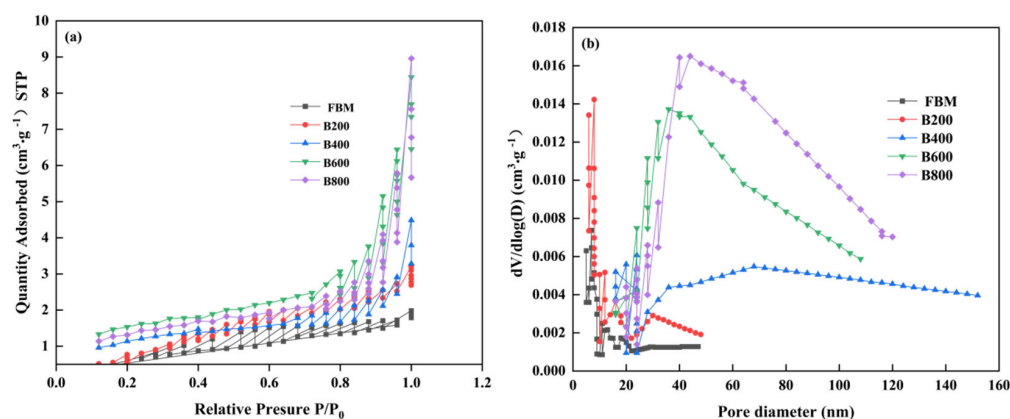 (a)
10
9
8
7
6
5
4
3
2
1
Quantity Adsorbed (cm³·g⁻¹) STP
FBM
B200
B400
B600
B800
0.0 0.2 0.4 0.6 0.8 1.0 1.2
Relative Presure P/P₀
(b)
0.018
0.016
0.014
0.012
0.010
0.008
0.006
0.004
0.002
0.000
dV/dlog(D) (cm³·g⁻¹)
FBM
B200
B400
B600
B800
0 20 40 60 80 100 120 140 160
Pore diameter (nm)